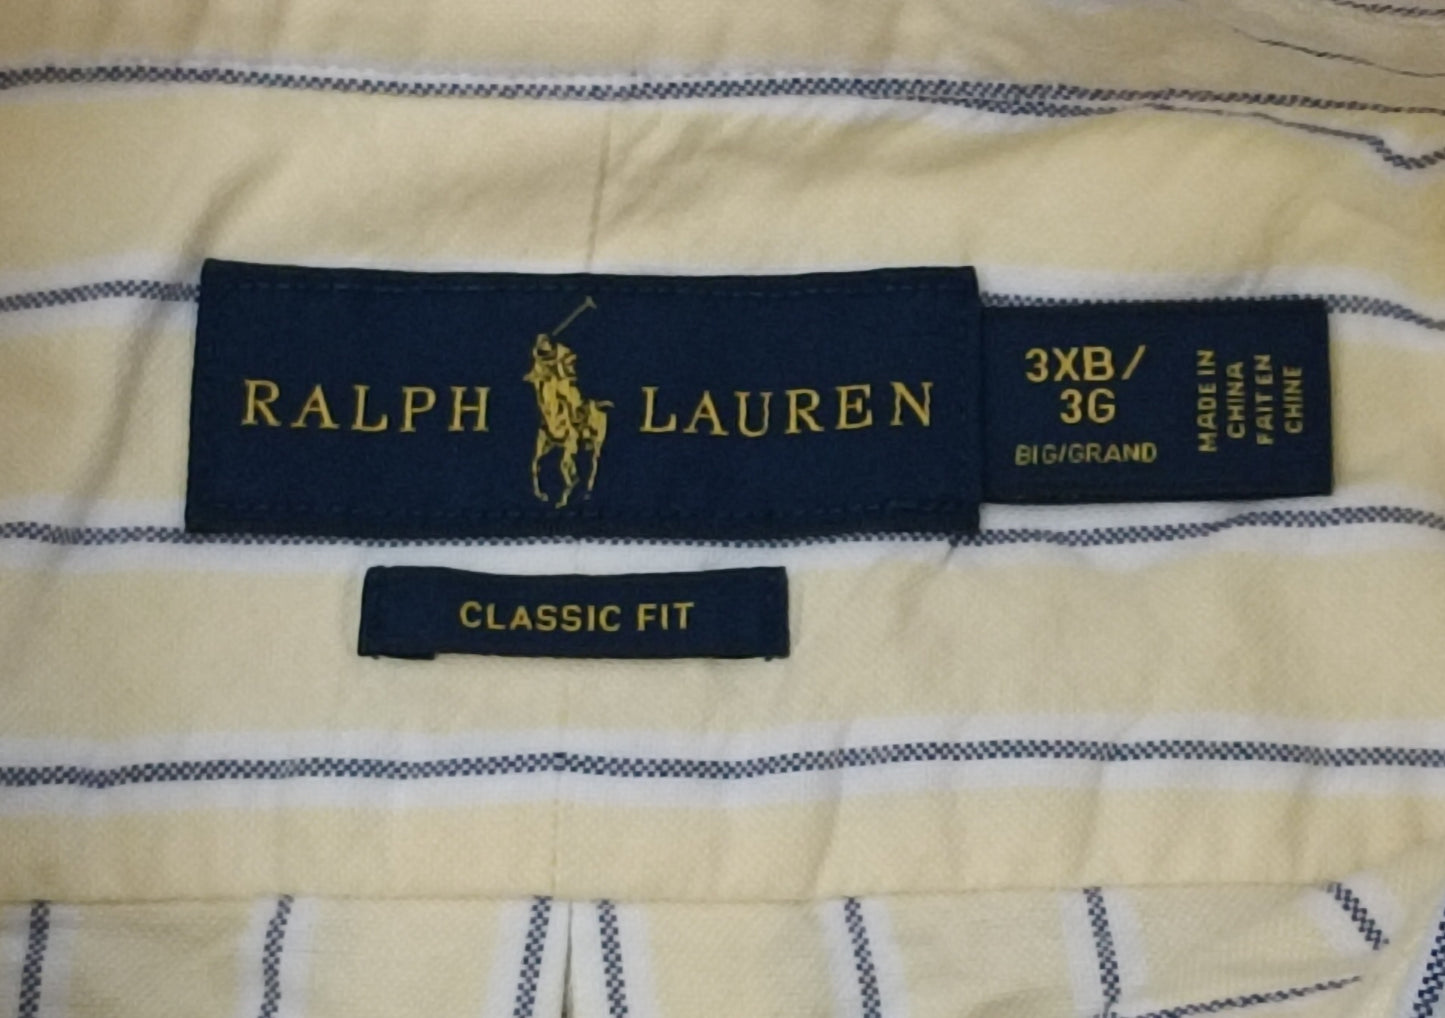 RALPH LAUREN
3XB/
3G
BIG/GRAND
MADE IN
CHINA
FAIT EN
CHINE
CLASSIC FIT